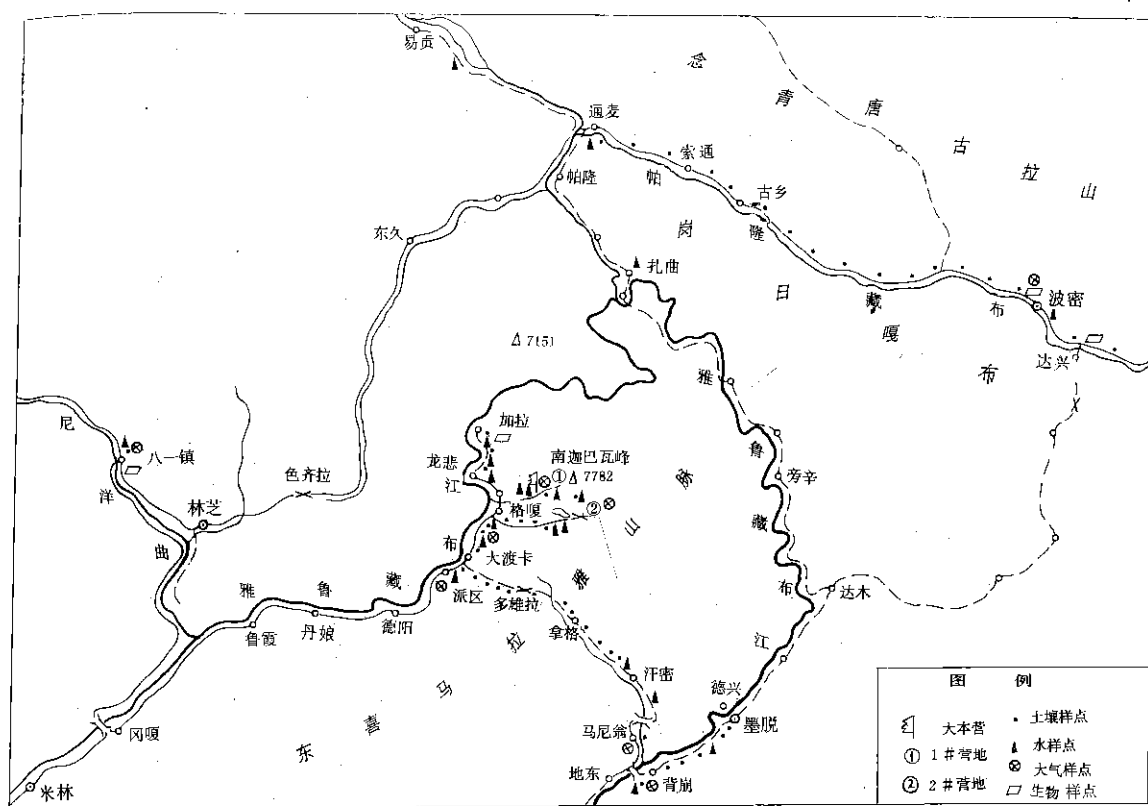 易贡
念青唐古拉山
通麦
索通
帕隆
帕隆藏布
古乡
岗日嘎布
东久
扎曲
波密
达兴
△ 7151
雅鲁藏布江
尼洋曲
加拉
八一镇
龙悲
南迦巴瓦峰
① △ 7782
旁辛
色齐拉
林芝
格嘎
②
大渡卡
雅鲁藏布江
派区
多雄拉
达木
鲁霞
丹娘
德阳
拿格
汗密
东喜马拉雅山脉
德兴
墨脱
冈嘎
马尼翁
米林
地东
背崩
图 例
大本营
① 1#营地
② 2#营地
土壤样点
水样点
大气样点
生物样点